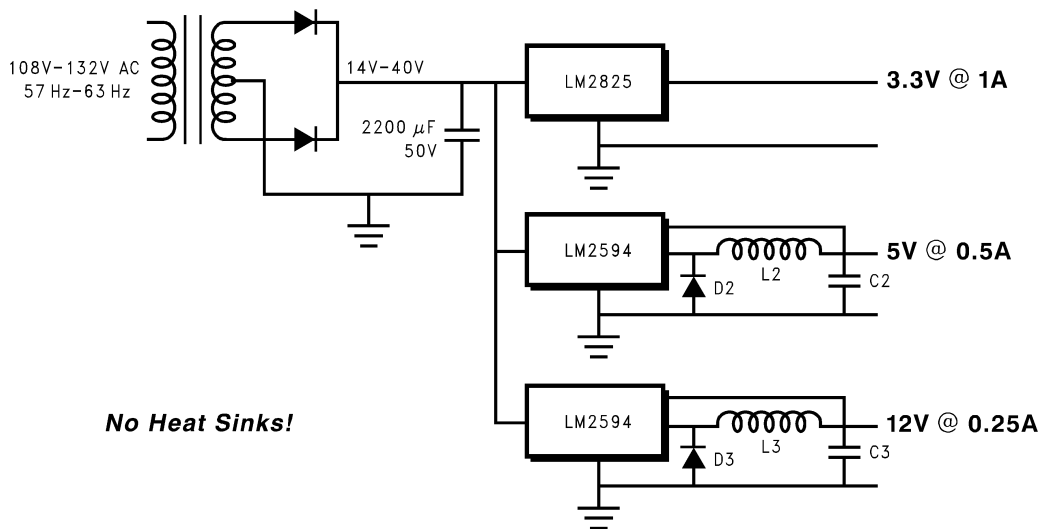 108V–132V AC
57 Hz–63 Hz
14V–40V
2200 μF
50V
LM2825
3.3V @ 1A
LM2594
5V @ 0.5A
D2
L2
C2
LM2594
12V @ 0.25A
D3
L3
C3
No Heat Sinks!